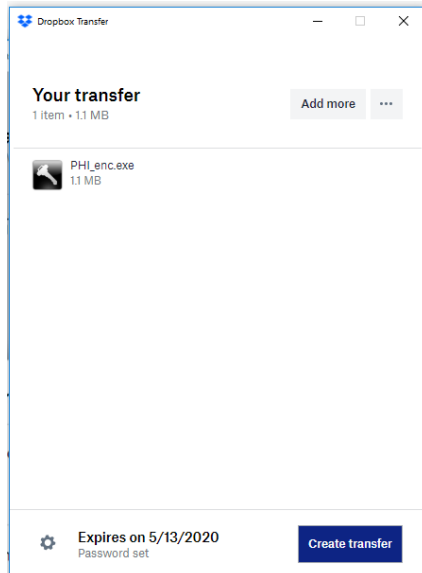 Dropbox Transfer
Your transfer
1 item • 1.1 MB
Add more
PHI_enc.exe
1.1 MB
Expires on 5/13/2020
Password set
Create transfer